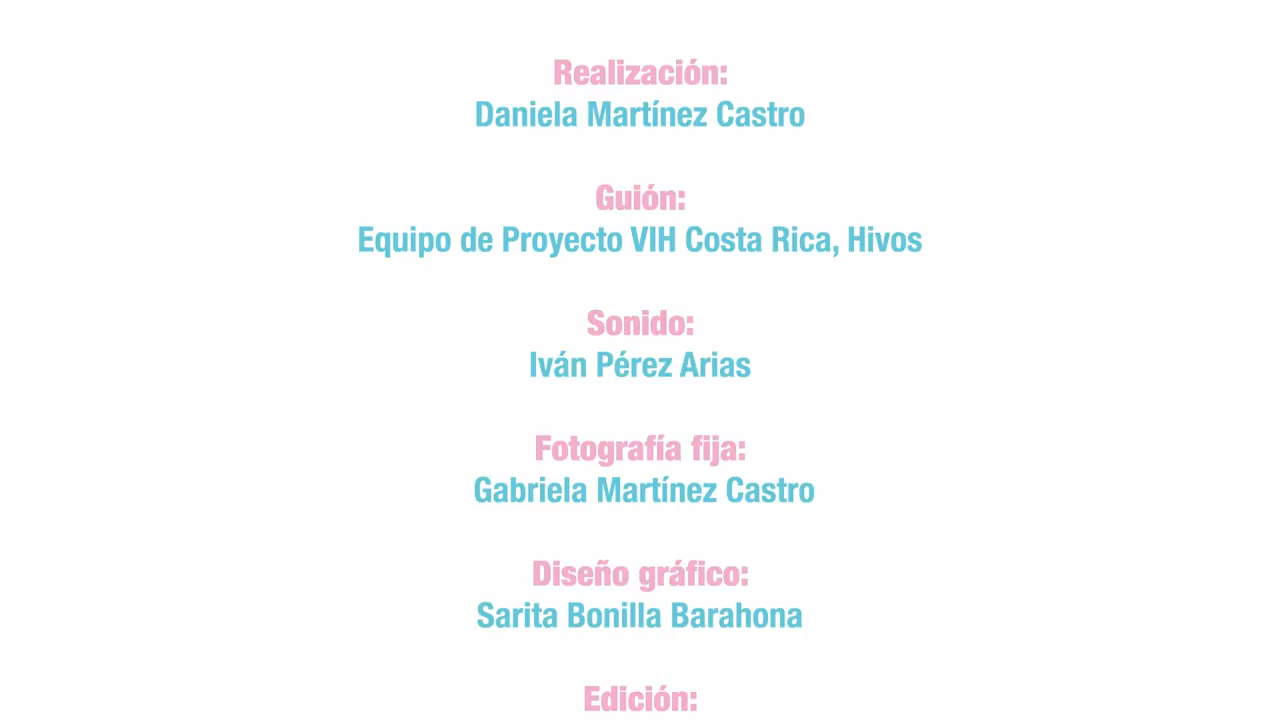 Realización:
Daniela Martínez Castro
Guión:
Equipo de Proyecto VIH Costa Rica, Hivos
Sonido:
Iván Pérez Arias
Fotografía fija:
Gabriela Martínez Castro
Diseño gráfico:
Sarita Bonilla Barahona
Edición: